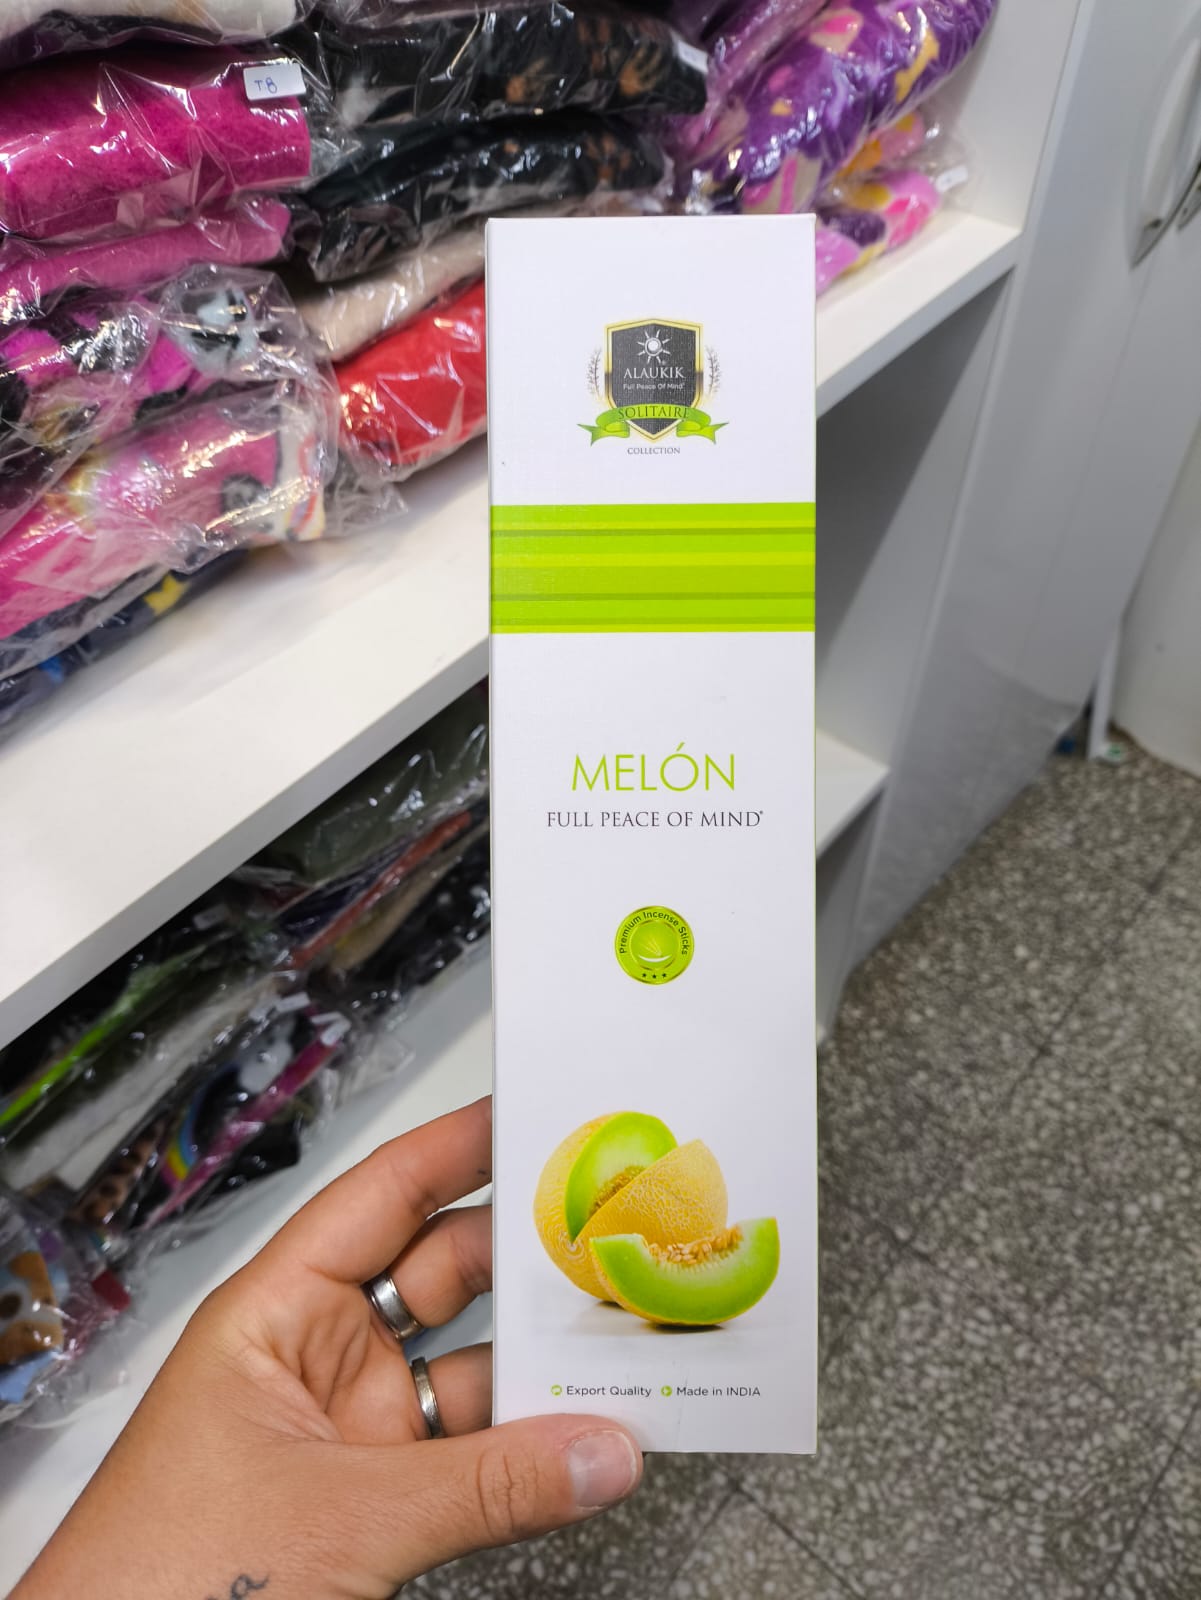 T8
ALAUKIK
Full Peace Of Mind®
SOLITAIRE
COLLECTION
MELÓN
FULL PEACE OF MIND®
Premium Incense Sticks
Export Quality Made in INDIA